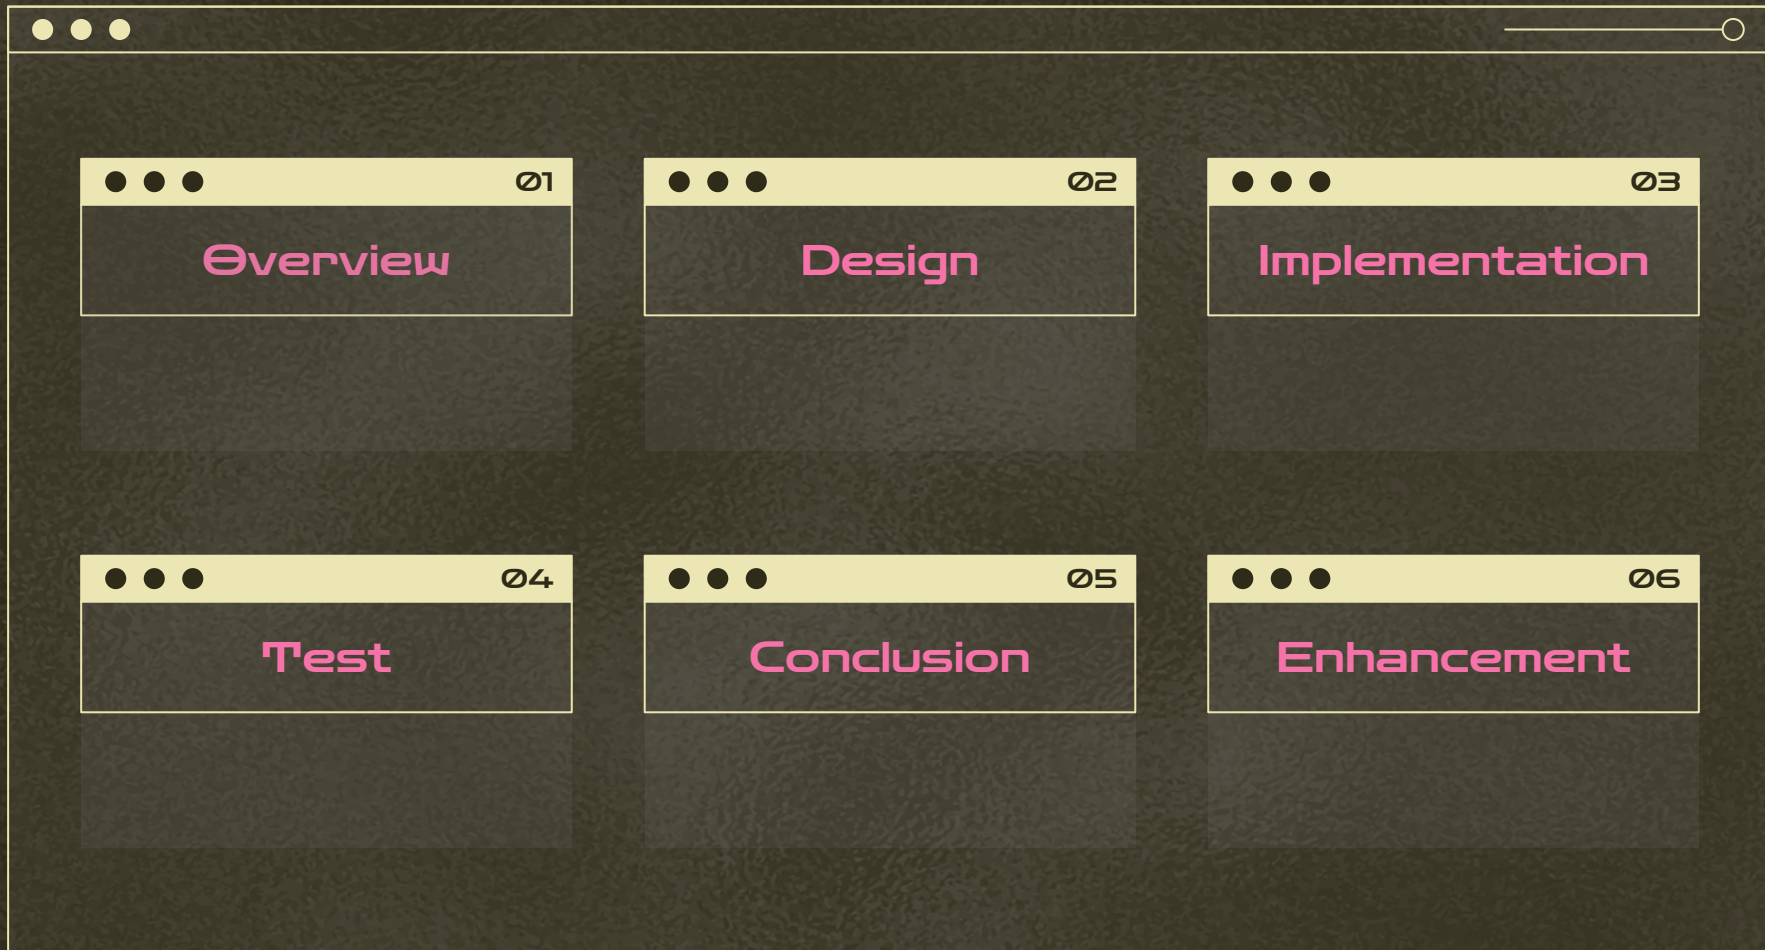 01
Overview
02
Design
03
Implementation
04
Test
05
Conclusion
06
Enhancement